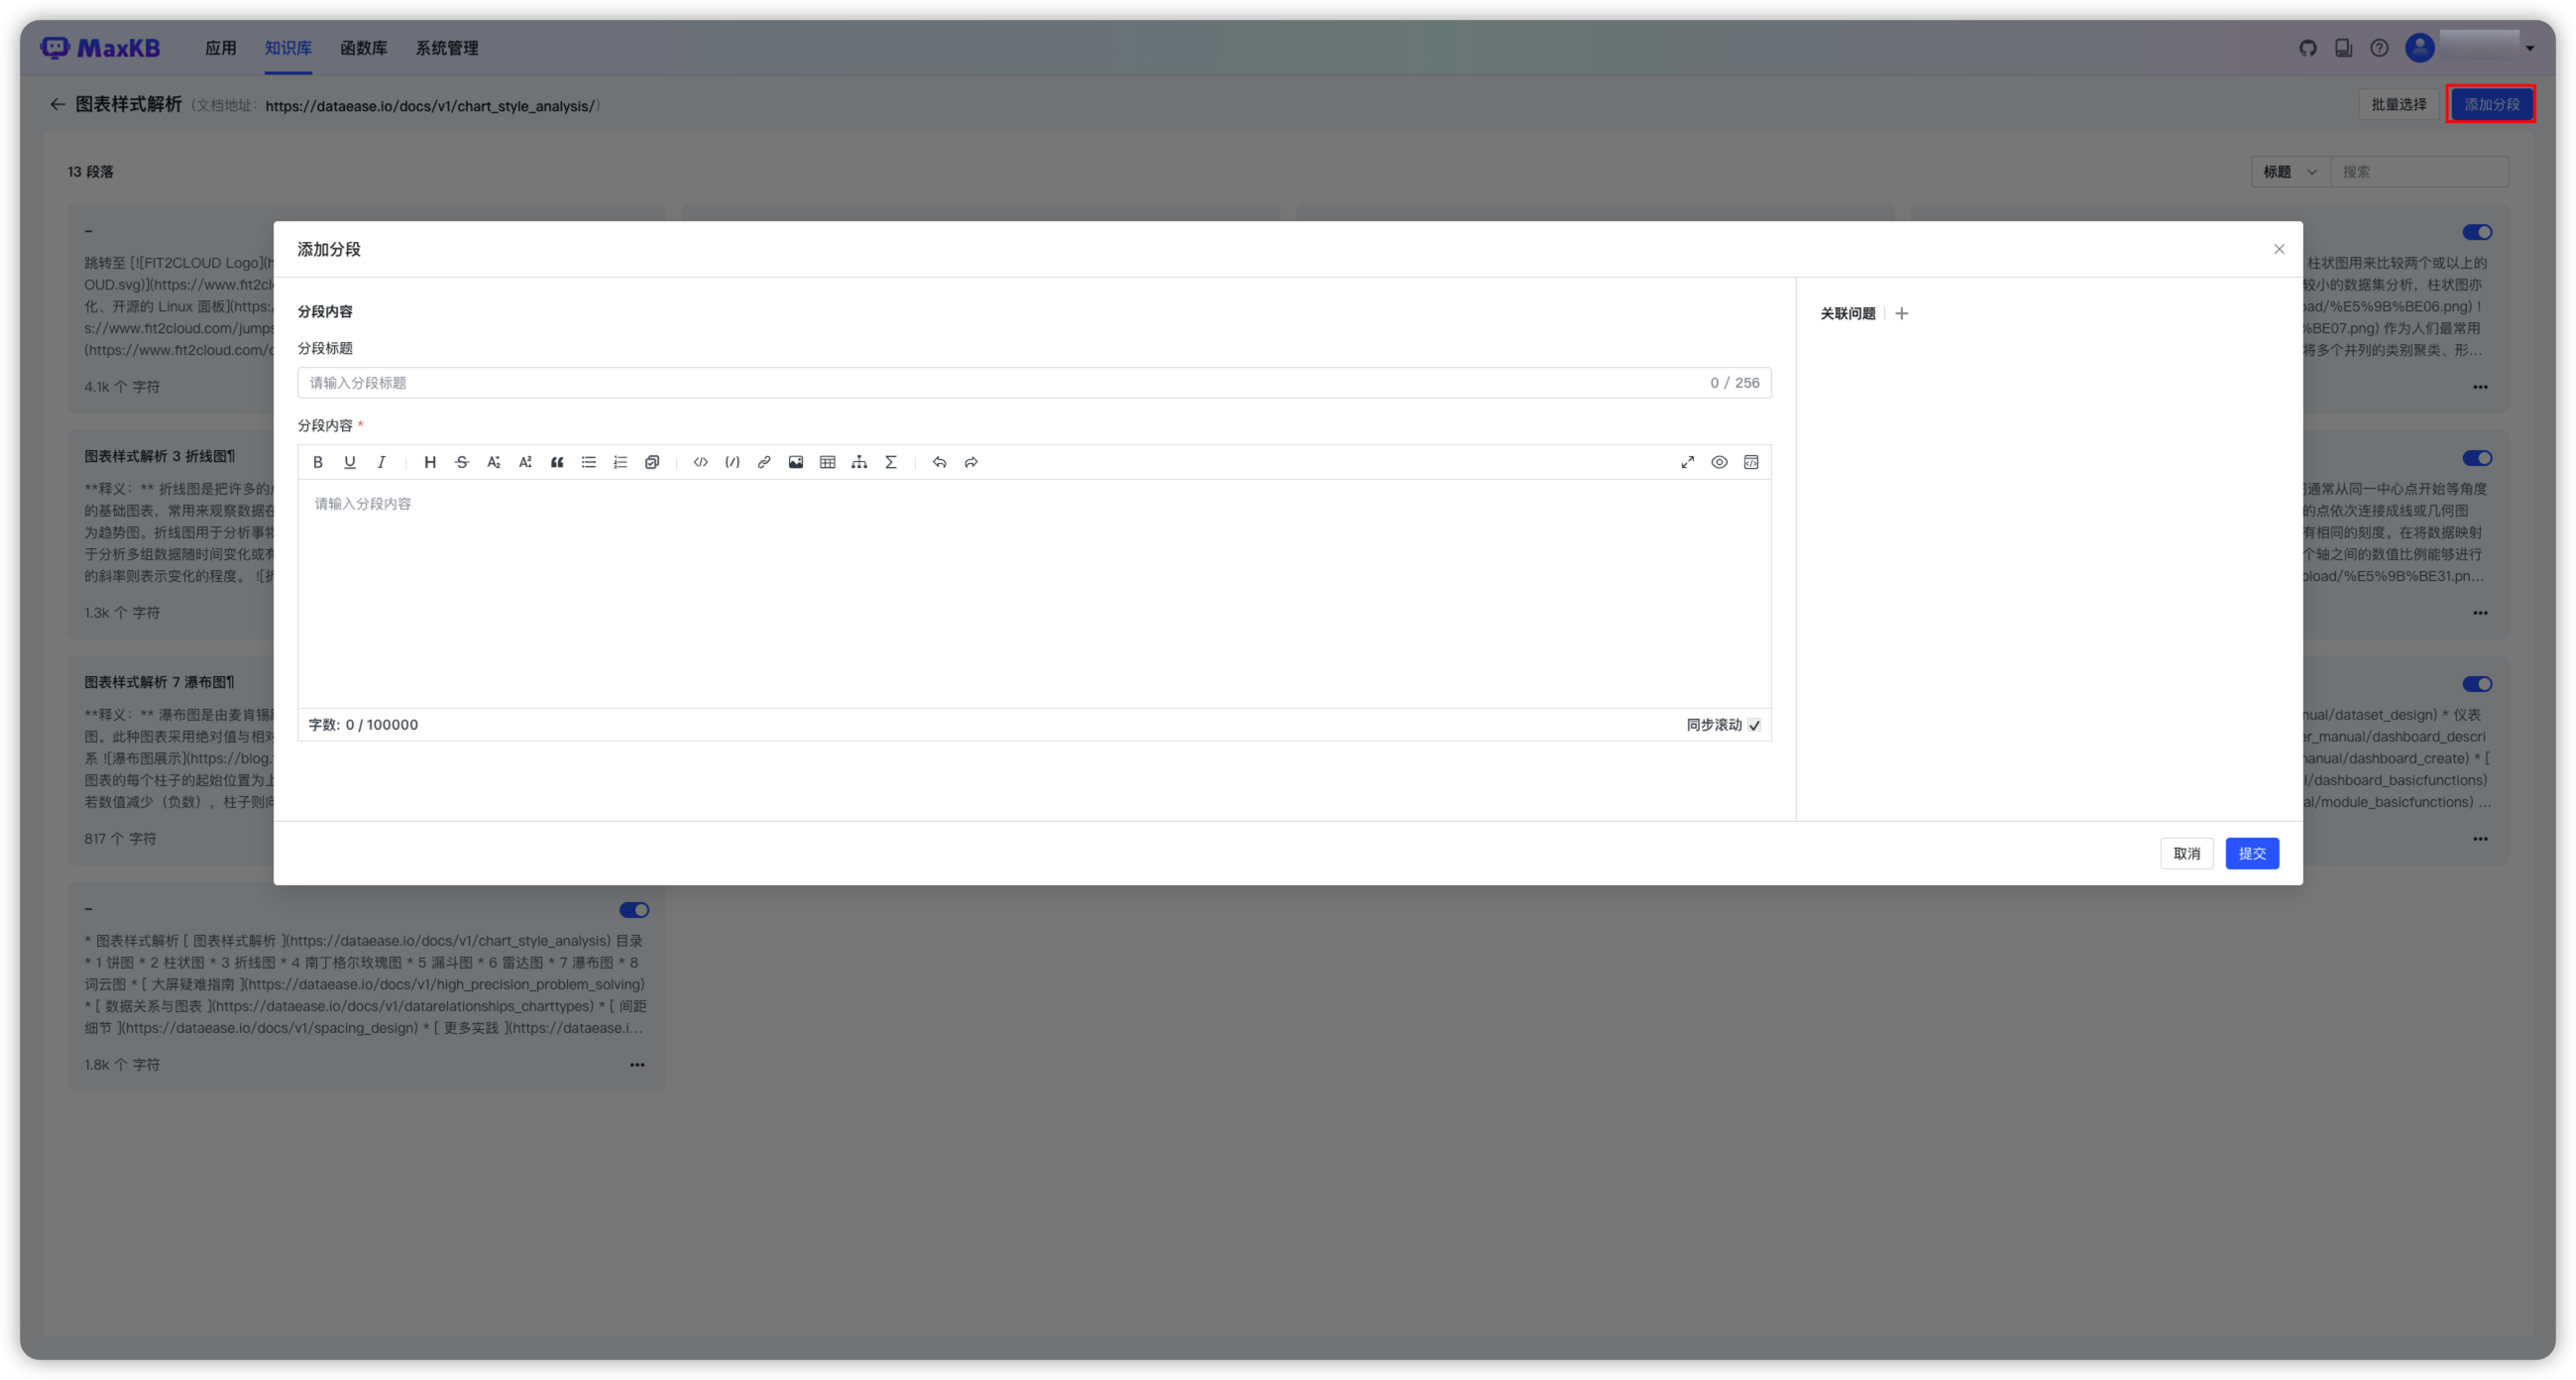 MaxKB 应用 知识库 函数库 系统管理
图表样式解析 (文档地址: https://dataease.io/docs/v1/chart_style_analysis/)
批量选择 添加分段
13 段落
标题 搜索
-
跳转至 [![FIT2CLOUD Logo](h
OUD.svg)](https://www.fit2cl
化、开源的 Linux 面板](https:
s://www.fit2cloud.com/jumps
(https://www.fit2cloud.com/
4.1k 个 字符
柱状图用来比较两个或以上的
较小的数据集分析，柱状图亦
oad/%E5%9B%BE06.png) !
%BE07.png) 作为人们最常用
将多个并列的类别聚类、形...
图表样式解析 3 折线图¶
**释义：** 折线图是把许多的
的基础图表，常用来观察数据在
为趋势图。折线图用于分析事物
于分析多组数据随时间变化或有
的斜率则表示变化的程度。 ![折
1.3k 个 字符
通常从同一中心点开始等角度
的点依次连接成线或几何图
有相同的刻度。在将数据映射
个轴之间的数值比例能够进行
pload/%E5%9B%BE31.pn...
图表样式解析 7 瀑布图¶
**释义：** 瀑布图是由麦肯锡
图。此种图表采用绝对值与相对
系 ![瀑布图展示](https://blog.
图表的每个柱子的起始位置为上
若数值减少（负数），柱子则向
817 个 字符
nual/dataset_design) * 仪表
er_manual/dashboard_descri
manual/dashboard_create) * [
l/dashboard_basicfunctions)
al/module_basicfunctions) ...
-
* 图表样式解析 [ 图表样式解析 ](https://dataease.io/docs/v1/chart_style_analysis) 目录
* 1 饼图 * 2 柱状图 * 3 折线图 * 4 南丁格尔玫瑰图 * 5 漏斗图 * 6 雷达图 * 7 瀑布图 * 8
词云图 * [ 大屏疑难指南 ](https://dataease.io/docs/v1/high_precision_problem_solving)
* [ 数据关系与图表 ](https://dataease.io/docs/v1/datarelationships_charttypes) * [ 间距
细节 ](https://dataease.io/docs/v1/spacing_design) * [ 更多实践 ](https://dataease.i...
1.8k 个 字符
添加分段
分段内容
分段标题
请输入分段标题 0 / 256
分段内容 *
请输入分段内容
字数: 0 / 100000 同步滚动
关联问题
取消 提交